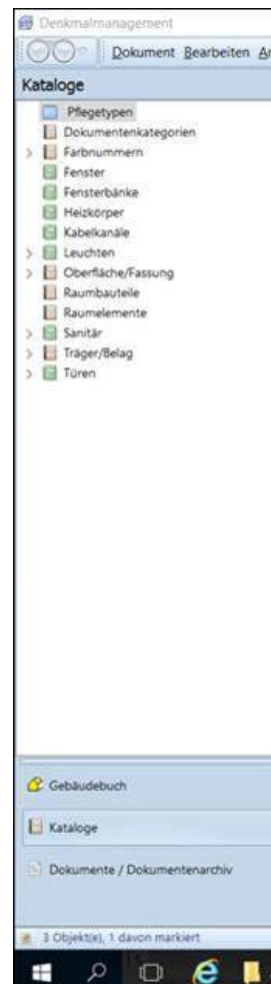 Denkmalmanagement
Dokument Bearbeiten
Kataloge
Pflegetypen
Dokumentenkategorien
Farbnummern
Fenster
Fensterbänke
Heizkörper
Kabelkanäle
Leuchten
Oberfläche/Fassung
Raumbauteile
Raumelemente
Sanitär
Träger/Belag
Türen
Gebäudebuch
Kataloge
Dokumente / Dokumentenarchiv
3 Objekt(e), 1 davon markiert